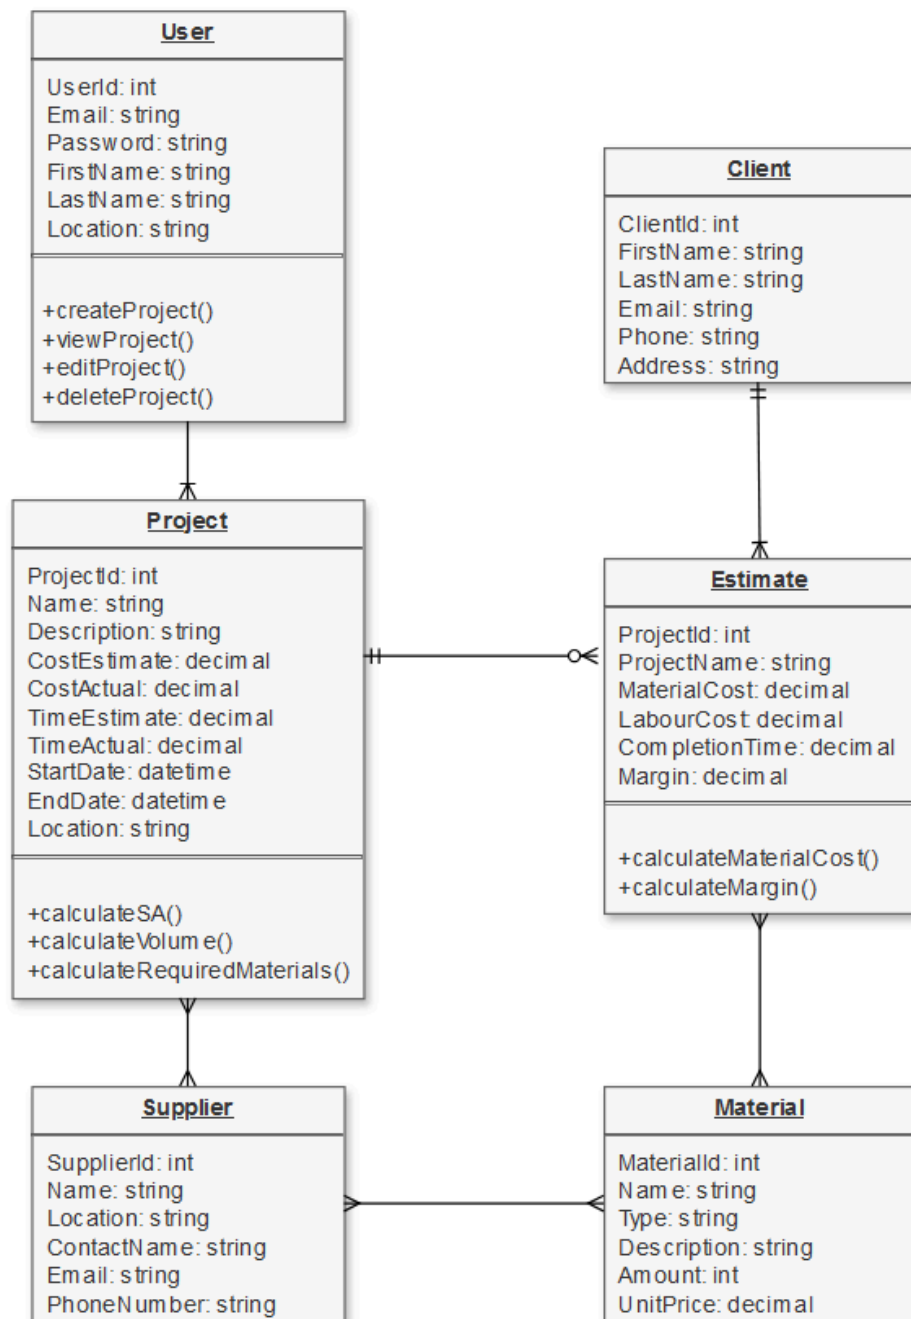 User
UserId: int
Email: string
Password: string
FirstName: string
LastName: string
Location: string
+createProject()
+viewProject()
+editProject()
+deleteProject()
Client
ClientId: int
FirstName: string
LastName: string
Email: string
Phone: string
Address: string
Project
ProjectId: int
Name: string
Description: string
CostEstimate: decimal
CostActual: decimal
TimeEstimate: decimal
TimeActual: decimal
StartDate: datetime
EndDate: datetime
Location: string
+calculateSA()
+calculateVolume()
+calculateRequiredMaterials()
Estimate
ProjectId: int
ProjectName: string
MaterialCost: decimal
LabourCost: decimal
CompletionTime: decimal
Margin: decimal
+calculateMaterialCost()
+calculateMargin()
Supplier
SupplierId: int
Name: string
Location: string
ContactName: string
Email: string
PhoneNumber: string
Material
MaterialId: int
Name: string
Type: string
Description: string
Amount: int
UnitPrice: decimal